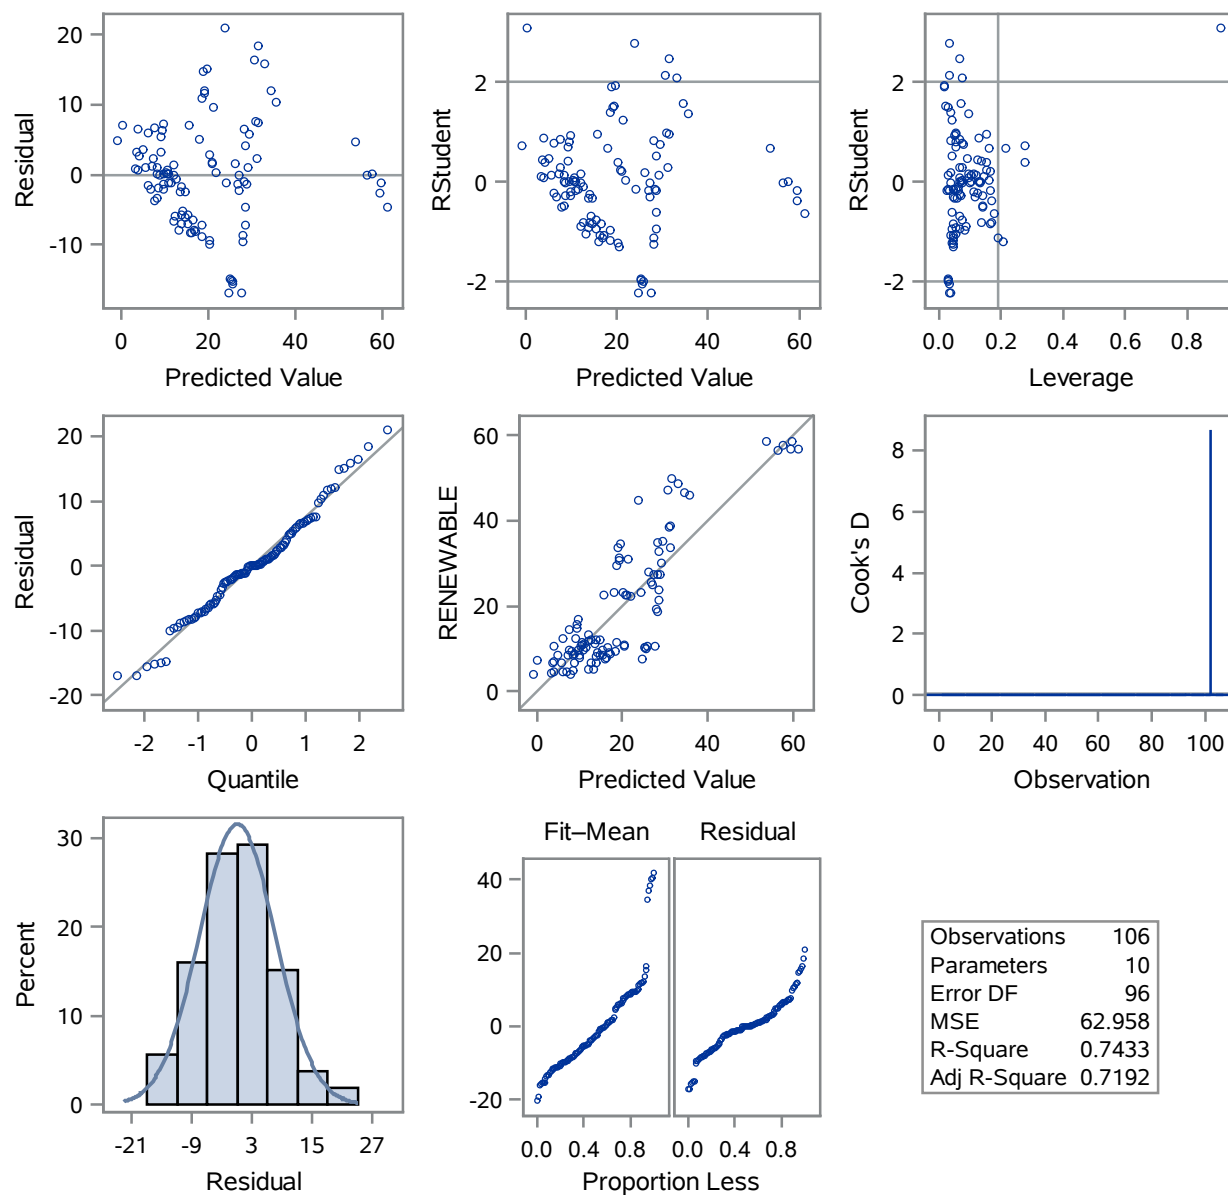 20
10
0
-10
Residual
0 20 40 60
Predicted Value
2
0
-2
RStudent
0 20 40 60
Predicted Value
2
0
-2
RStudent
0.0 0.2 0.4 0.6 0.8
Leverage
20
10
0
-10
-20
Residual
-2 -1 0 1 2
Quantile
60
40
20
0
RENEWABLE
0 20 40 60
Predicted Value
8
6
4
2
0
Cook's D
0 20 40 60 80 100
Observation
30
20
10
0
Percent
-21 -9 3 15 27
Residual
Fit–Mean Residual
40
20
0
-20
0.0 0.4 0.8 0.0 0.4 0.8
Proportion Less
Observations 106
Parameters 10
Error DF 96
MSE 62.958
R-Square 0.7433
Adj R-Square 0.7192